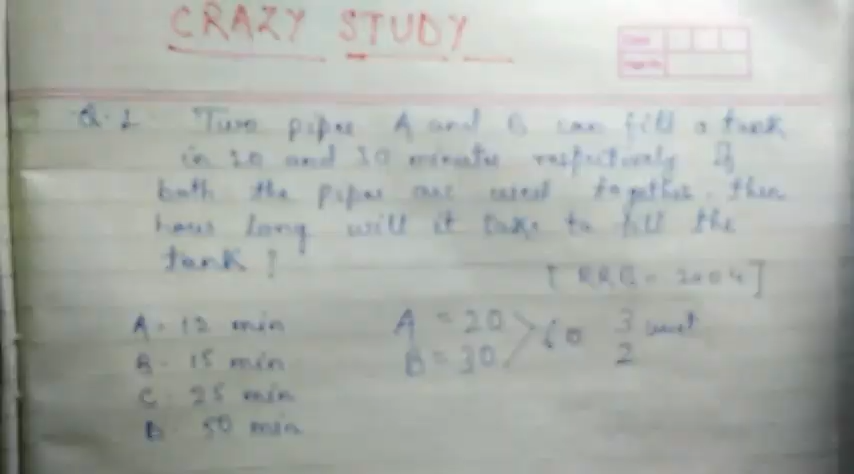 CRAZY STUDY
Q.1 Two pipes A and B can fill a tank
in 20 and 30 minutes respectively If
both the pipes are used together, then
how long will it take to fill the
tank ?
[RRB - 2004]
A. 12 min
B. 15 min
C. 25 min
D 50 min
A = 20
B = 30
60
3 unit
2